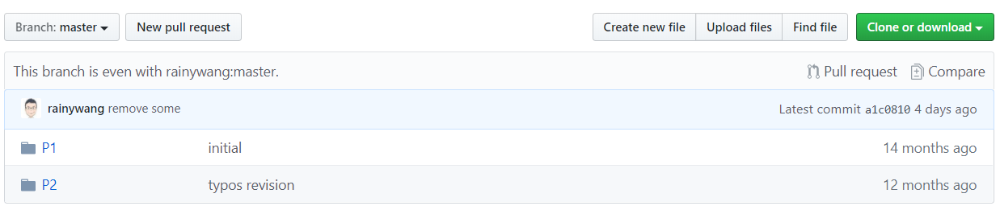 Branch: master New pull request Create new file Upload files Find file Clone or download
This branch is even with rainywang:master. Pull request Compare
rainywang remove some Latest commit a1c0810 4 days ago
P1 initial 14 months ago
P2 typos revision 12 months ago